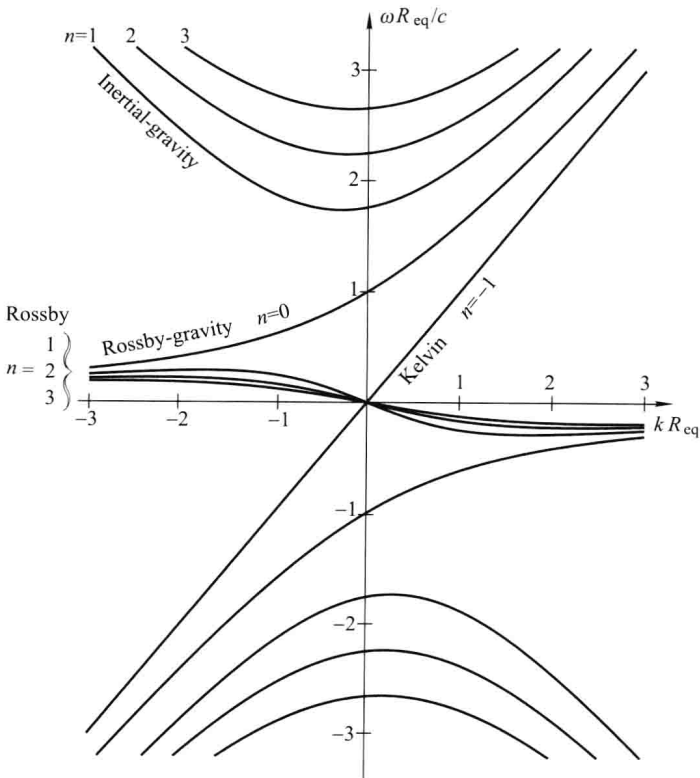 ωR_eq/c
n=1 2 3
Inertial-gravity
3
2
1
Rossby-gravity n=0
Rossby
1
n = 2
3
Kelvin n=−1
−3 −2 −1 1 2 3
k R_eq
−1
−2
−3